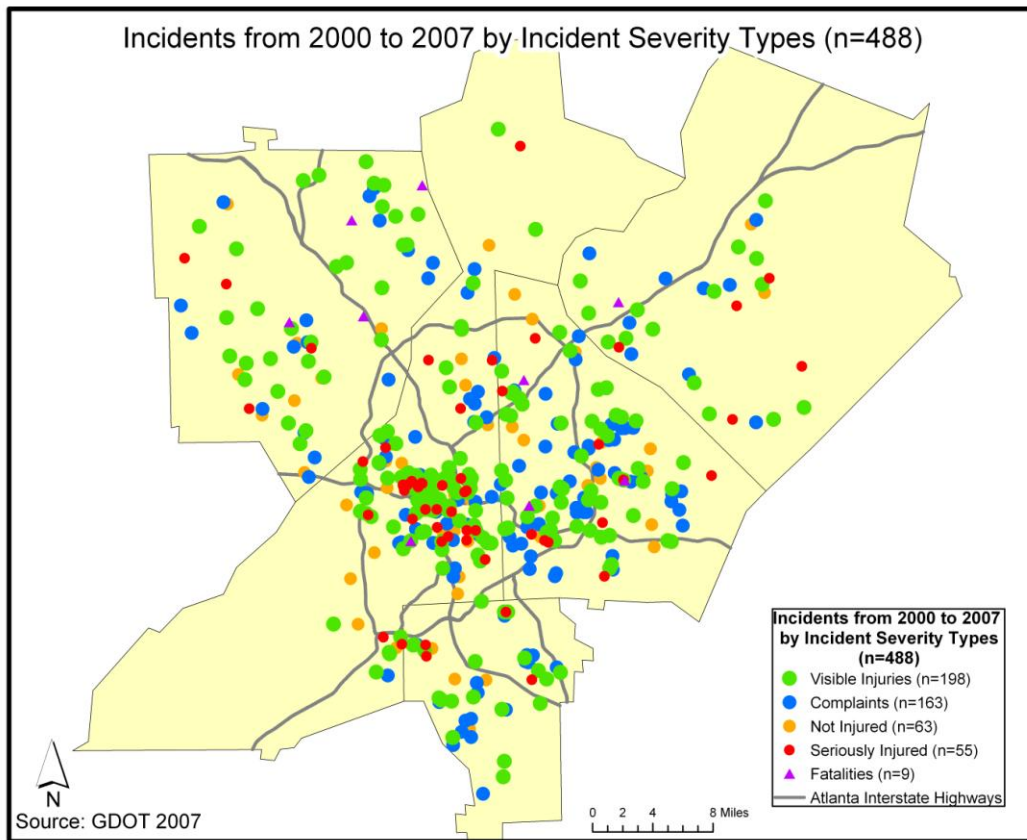 Incidents from 2000 to 2007 by Incident Severity Types (n=488)
Incidents from 2000 to 2007
by Incident Severity Types
(n=488)
Visible Injuries (n=198)
Complaints (n=163)
Not Injured (n=63)
Seriously Injured (n=55)
Fatalities (n=9)
Atlanta Interstate Highways
N
Source: GDOT 2007
0 2 4 8 Miles